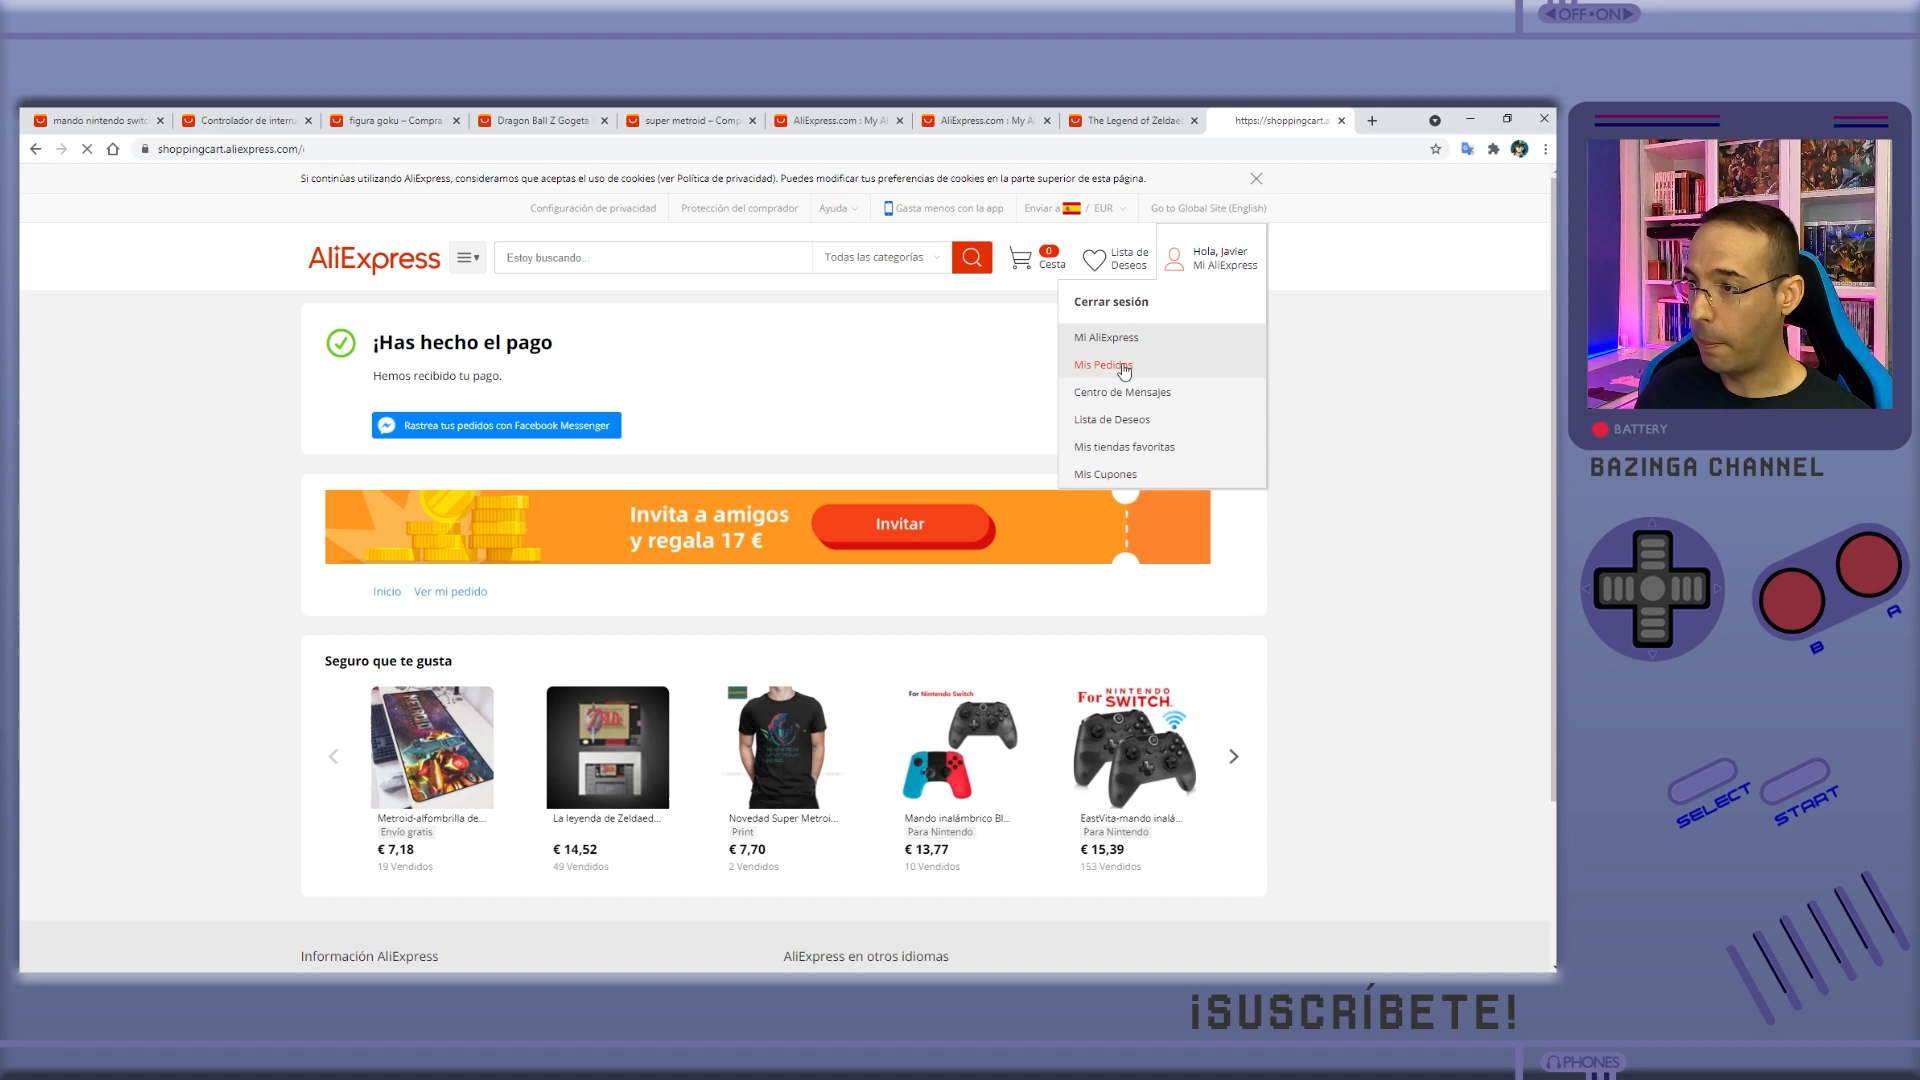 ◀OFF•ON▶
mando nintendo switc
Controlador de interru
figura goku – Compra
Dragon Ball Z Gogeta
super metroid – Comp
AliExpress.com : My Al
AliExpress.com : My Al
The Legend of Zeldaed
https://shoppingcart.a
shoppingcart.aliexpress.com/
Si continúas utilizando AliExpress, consideramos que aceptas el uso de cookies (ver Política de privacidad). Puedes modificar tus preferencias de cookies en la parte superior de esta página.
Configuración de privacidad
Protección del comprador
Ayuda
Gasta menos con la app
Enviar a / EUR
Go to Global Site (English)
AliExpress
Estoy buscando...
Todas las categorías
0
Cesta
Lista de
Deseos
Hola, Javier
Mi AliExpress
Cerrar sesión
Mi AliExpress
Mis Pedidos
Centro de Mensajes
Lista de Deseos
Mis tiendas favoritas
Mis Cupones
¡Has hecho el pago
Hemos recibido tu pago.
Rastrea tus pedidos con Facebook Messenger
Invita a amigos
y regala 17 €
Invitar
Inicio Ver mi pedido
Seguro que te gusta
For Nintendo Switch
NINTENDO
For SWITCH
Metroid-alfombrilla de...
Envío gratis
€ 7,18
19 Vendidos
La leyenda de Zeldaed...
€ 14,52
49 Vendidos
Novedad Super Metroi...
Print
€ 7,70
2 Vendidos
Mando inalámbrico Bl...
Para Nintendo
€ 13,77
10 Vendidos
EastVita-mando inalá...
Para Nintendo
€ 15,39
153 Vendidos
Información AliExpress
AliExpress en otros idiomas
BATTERY
BAZINGA CHANNEL
A
B
SELECT
START
¡SUSCRÍBETE!
PHONES